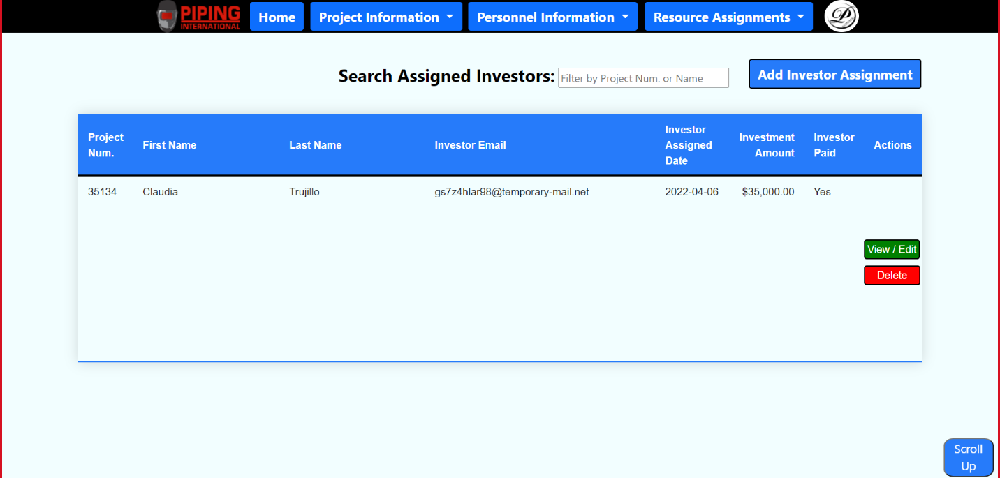 PIPING
INTERNATIONAL
Home
Project Information
Personnel Information
Resource Assignments
P
Search Assigned Investors:
Filter by Project Num. or Name
Add Investor Assignment
Project Num.
First Name
Last Name
Investor Email
Investor Assigned Date
Investment Amount
Investor Paid
Actions
35134
Claudia
Trujillo
gs7z4hlar98@temporary-mail.net
2022-04-06
$35,000.00
Yes
View / Edit
Delete
Scroll
Up